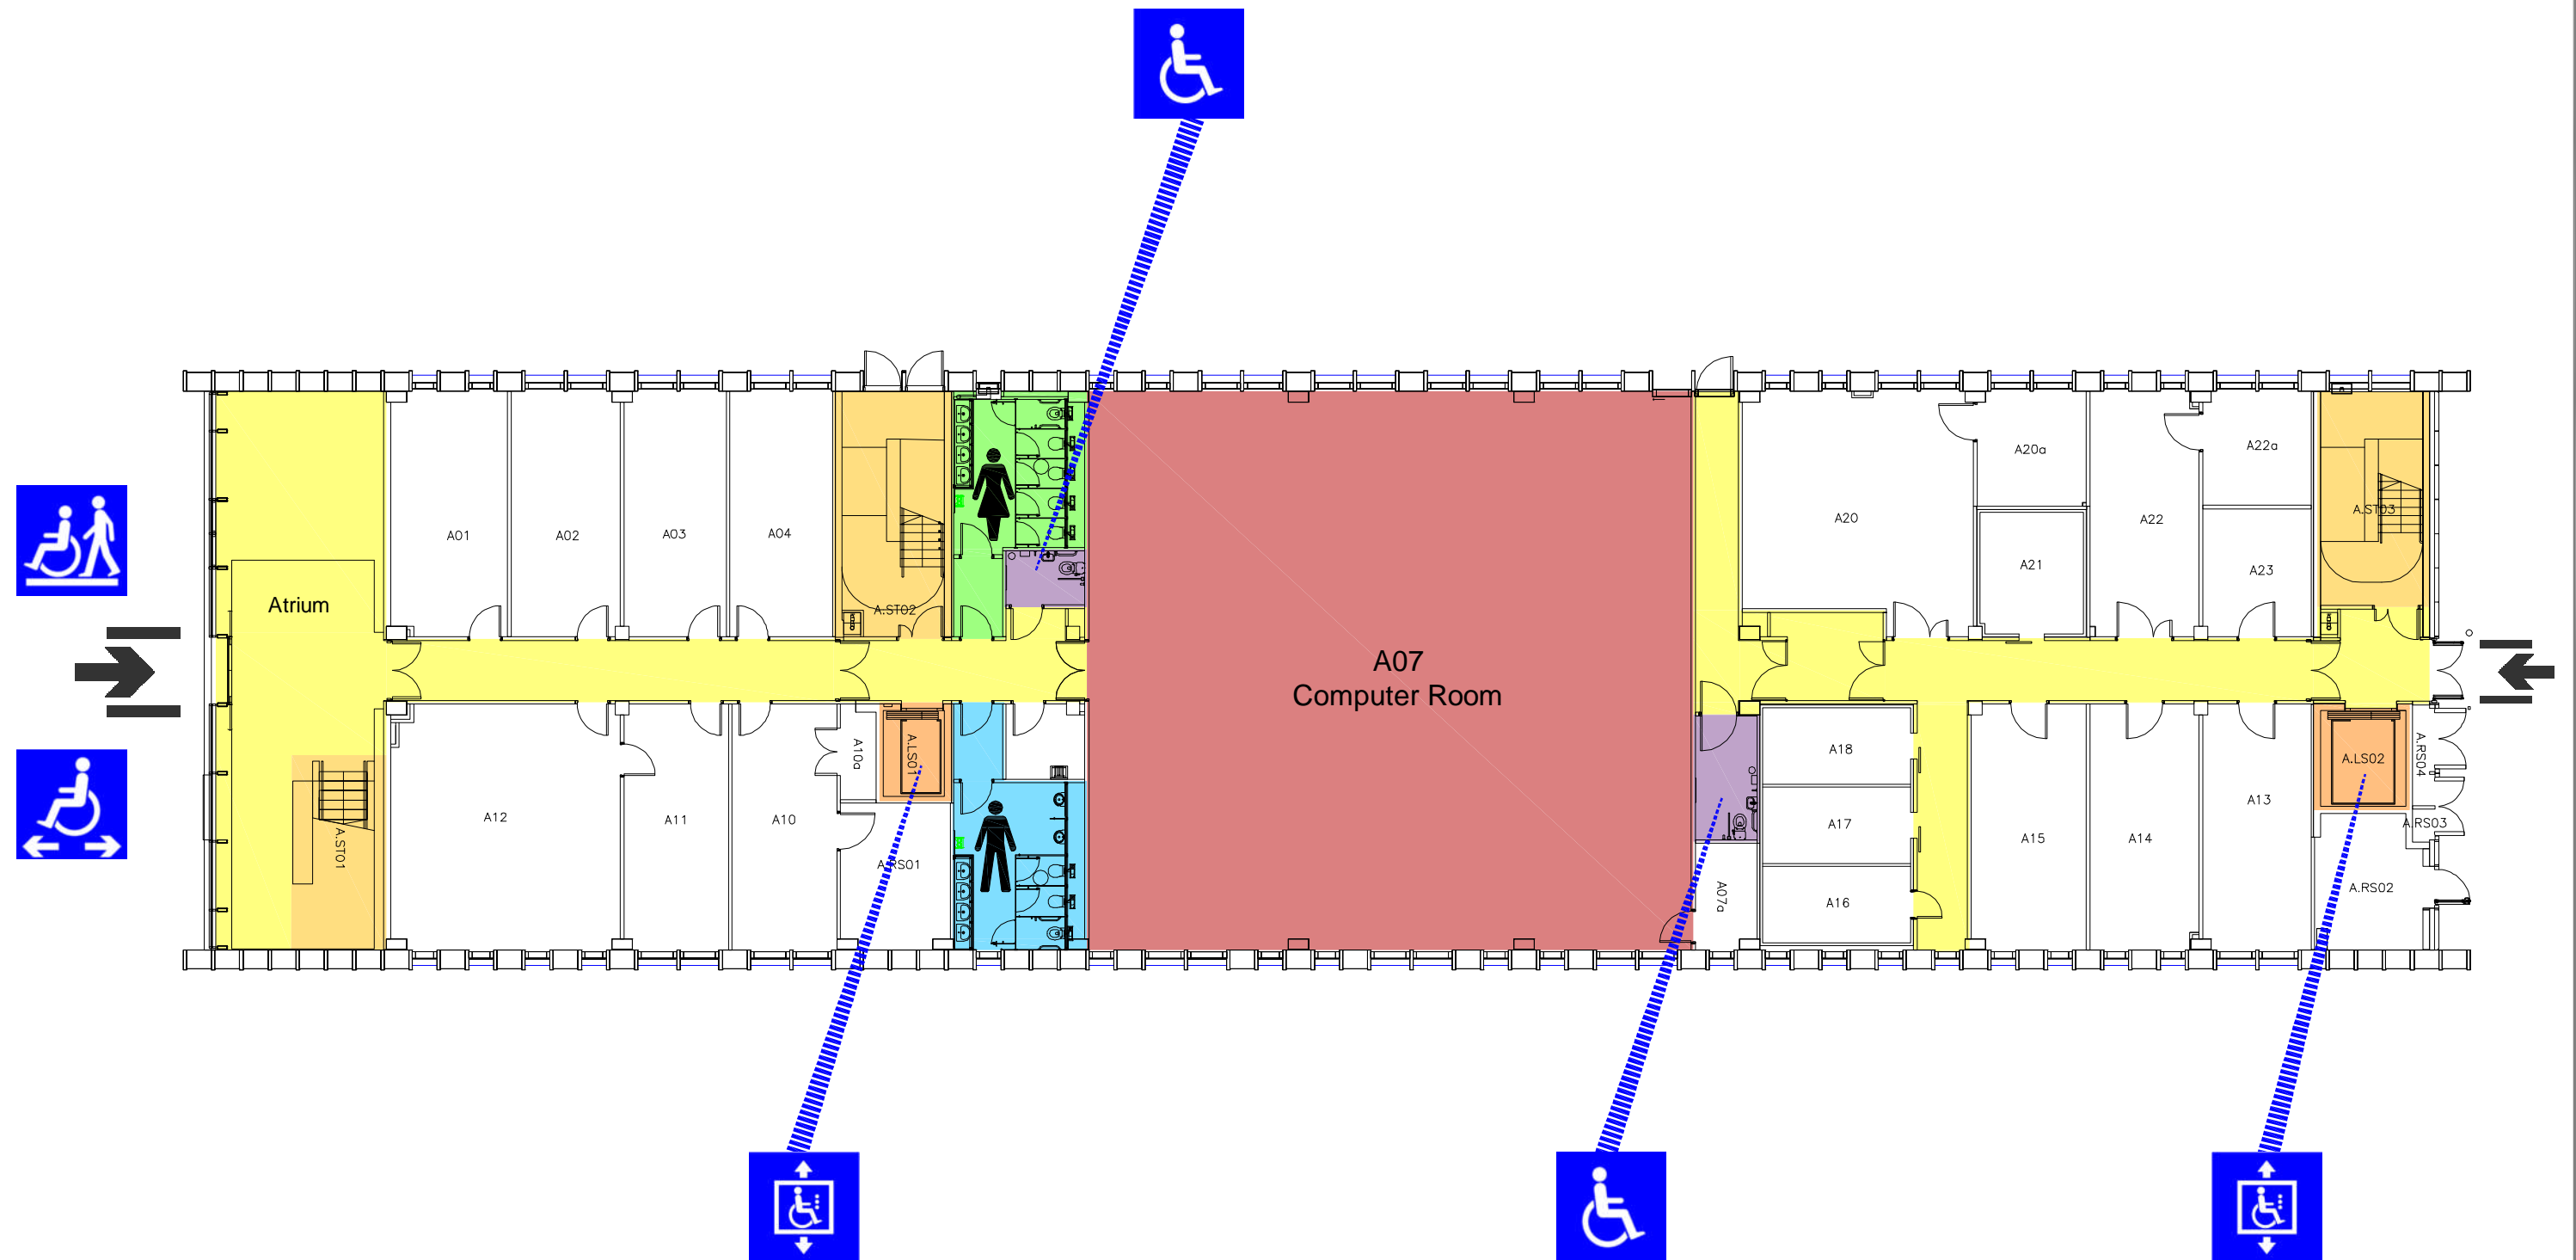 A01
A02
A03
A04
A.ST02
A20
A20a
A21
A22
A22a
A23
A.ST03
Atrium
A07
Computer Room
A.ST01
A12
A11
A10
A10a
A.LS01
A.RS01
A07a
A18
A17
A16
A15
A14
A13
A.LS02
A.RS04
A.RS03
A.RS02